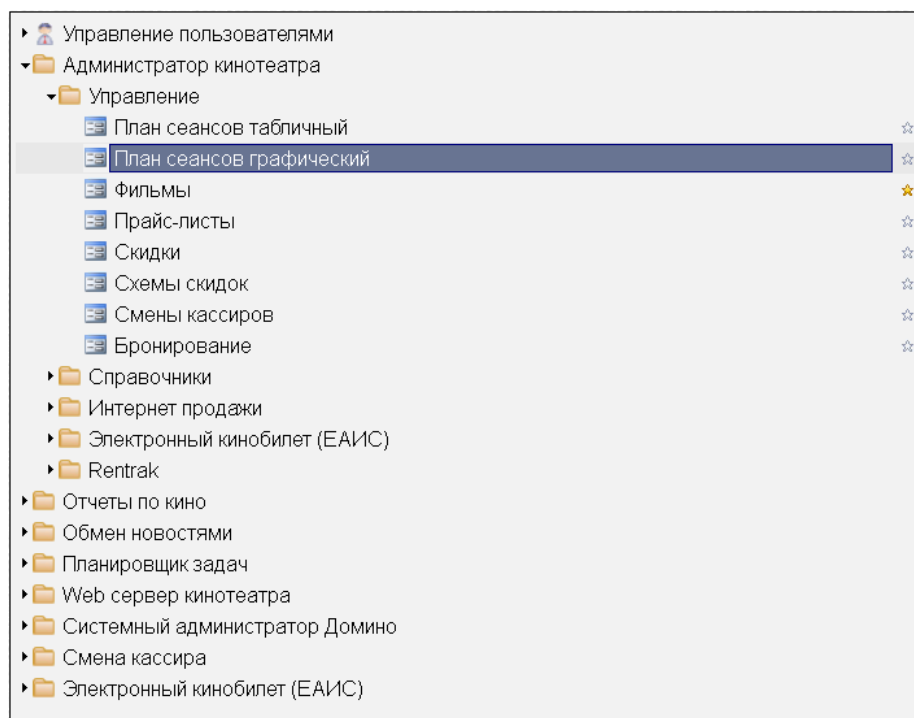 Управление пользователями
Администратор кинотеатра
Управление
План сеансов табличный
План сеансов графический
Фильмы
Прайс-листы
Скидки
Схемы скидок
Смены кассиров
Бронирование
Справочники
Интернет продажи
Электронный кинобилет (ЕАИС)
Rentrak
Отчеты по кино
Обмен новостями
Планировщик задач
Web сервер кинотеатра
Системный администратор Домино
Смена кассира
Электронный кинобилет (ЕАИС)